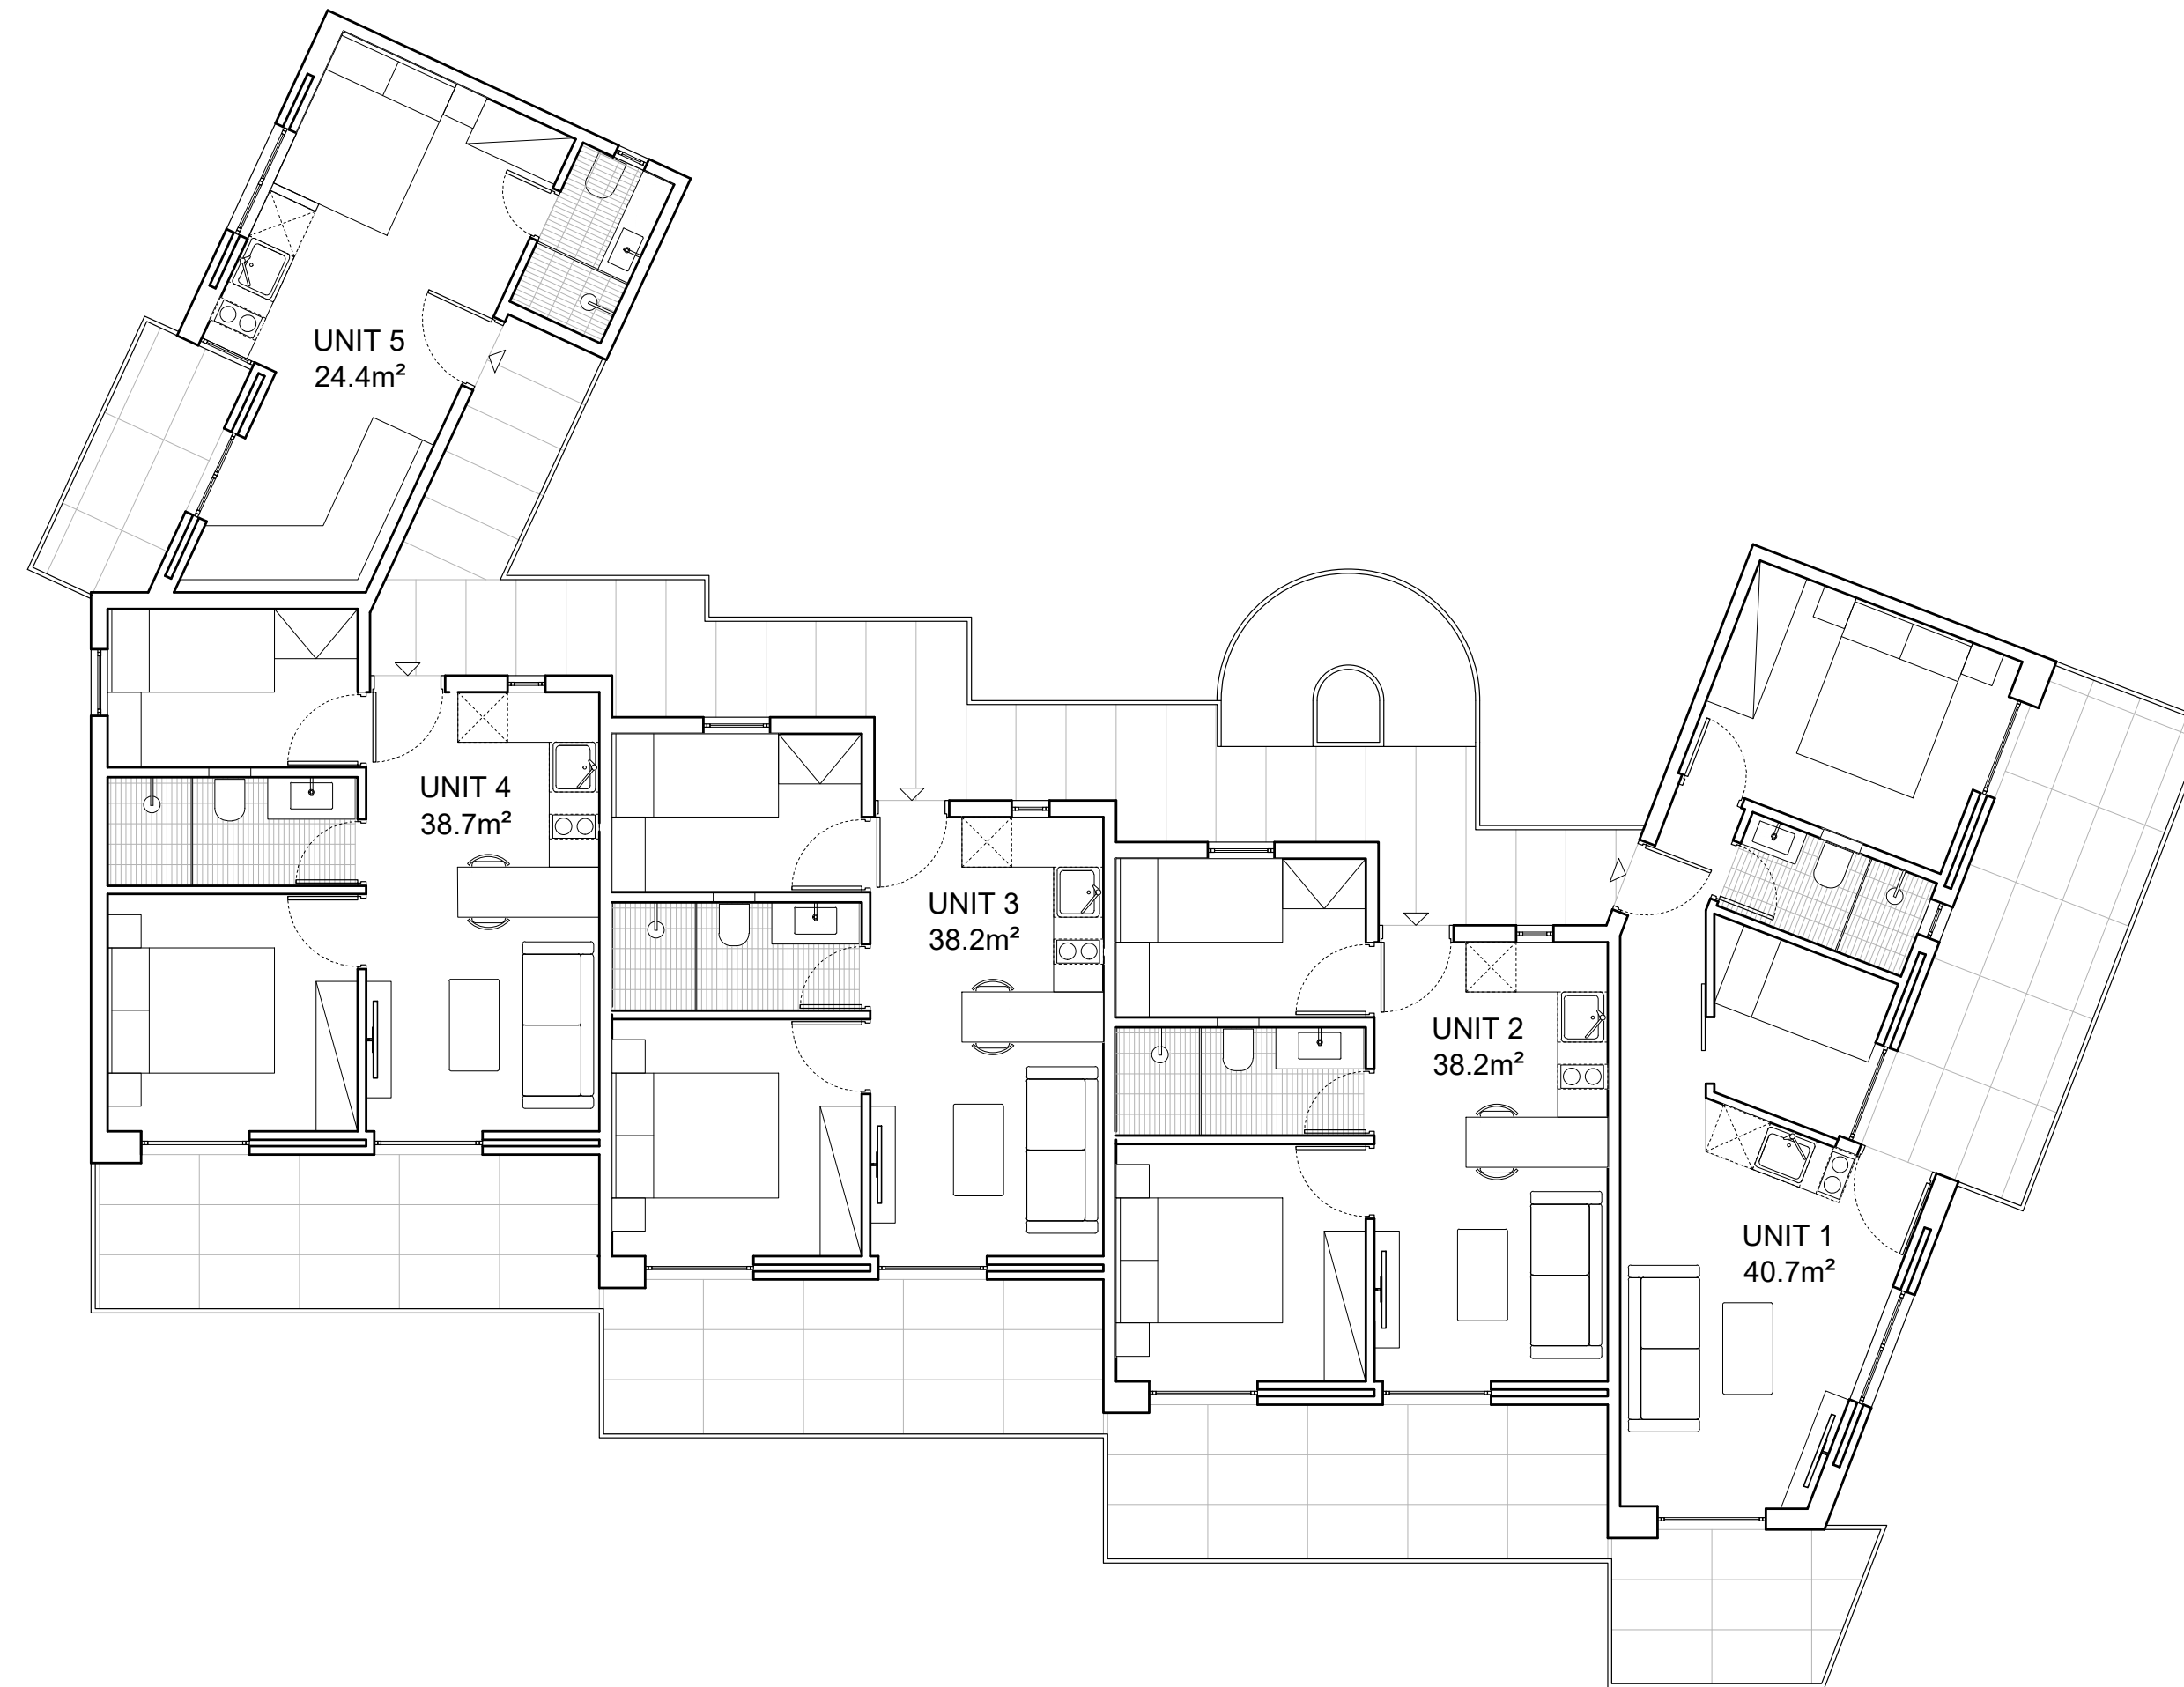 UNIT 5
24.4m²
UNIT 4
38.7m²
UNIT 3
38.2m²
UNIT 2
38.2m²
UNIT 1
40.7m²